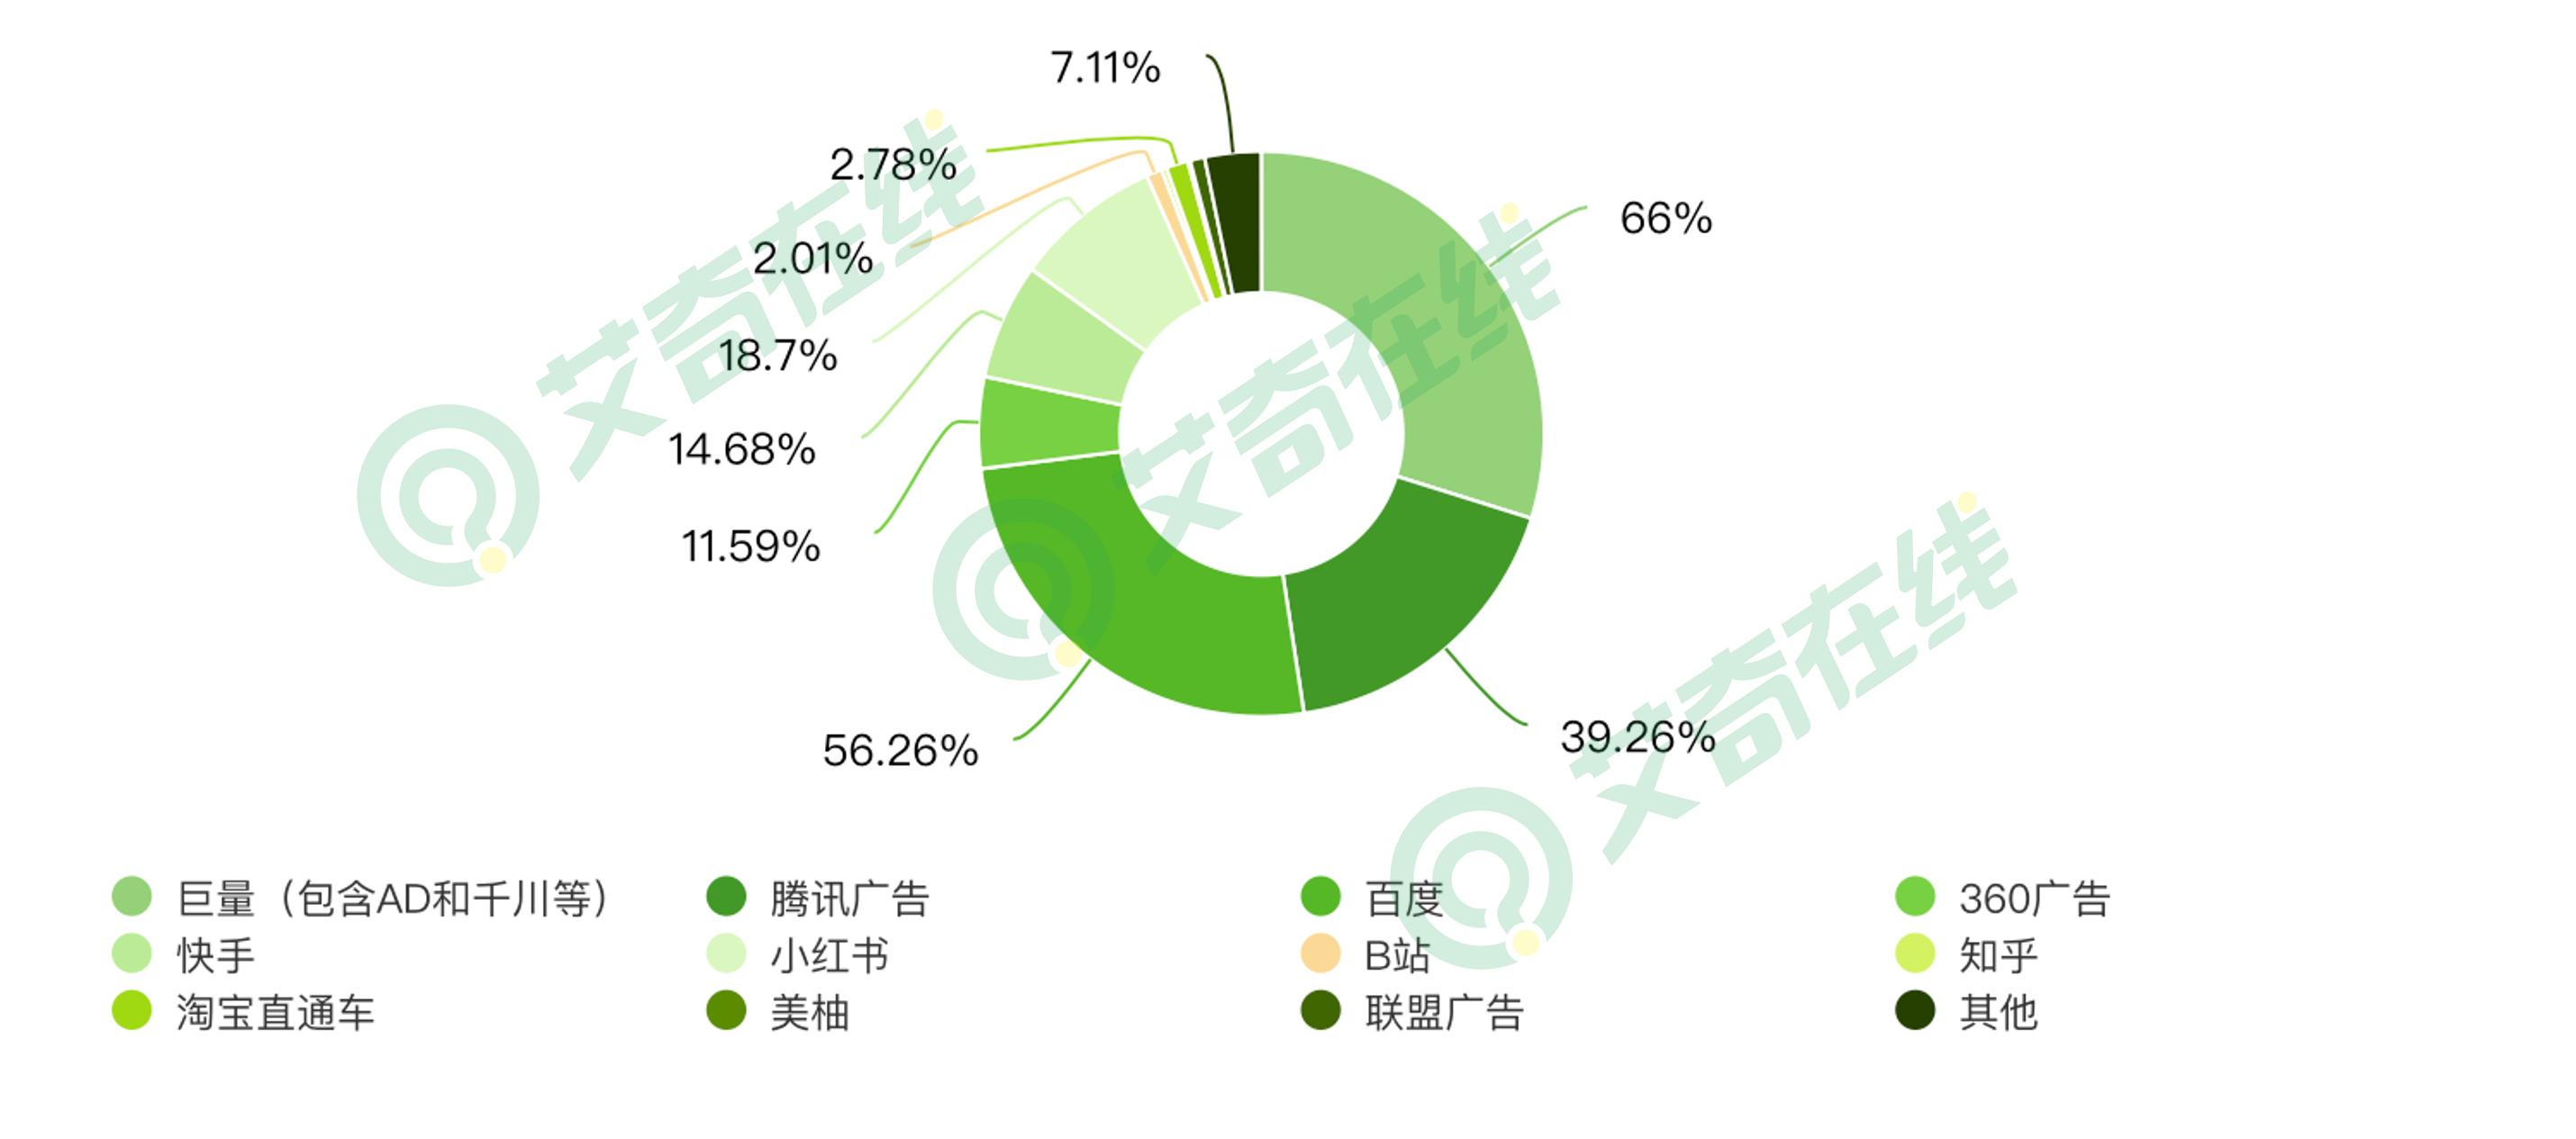 7.11%
2.78%
66%
2.01%
18.7%
14.68%
11.59%
56.26%
39.26%
艾奇在线
艾奇在线
艾奇在线
巨量（包含AD和千川等） 腾讯广告 百度 360广告
快手 小红书 B站 知乎
淘宝直通车 美柚 联盟广告 其他